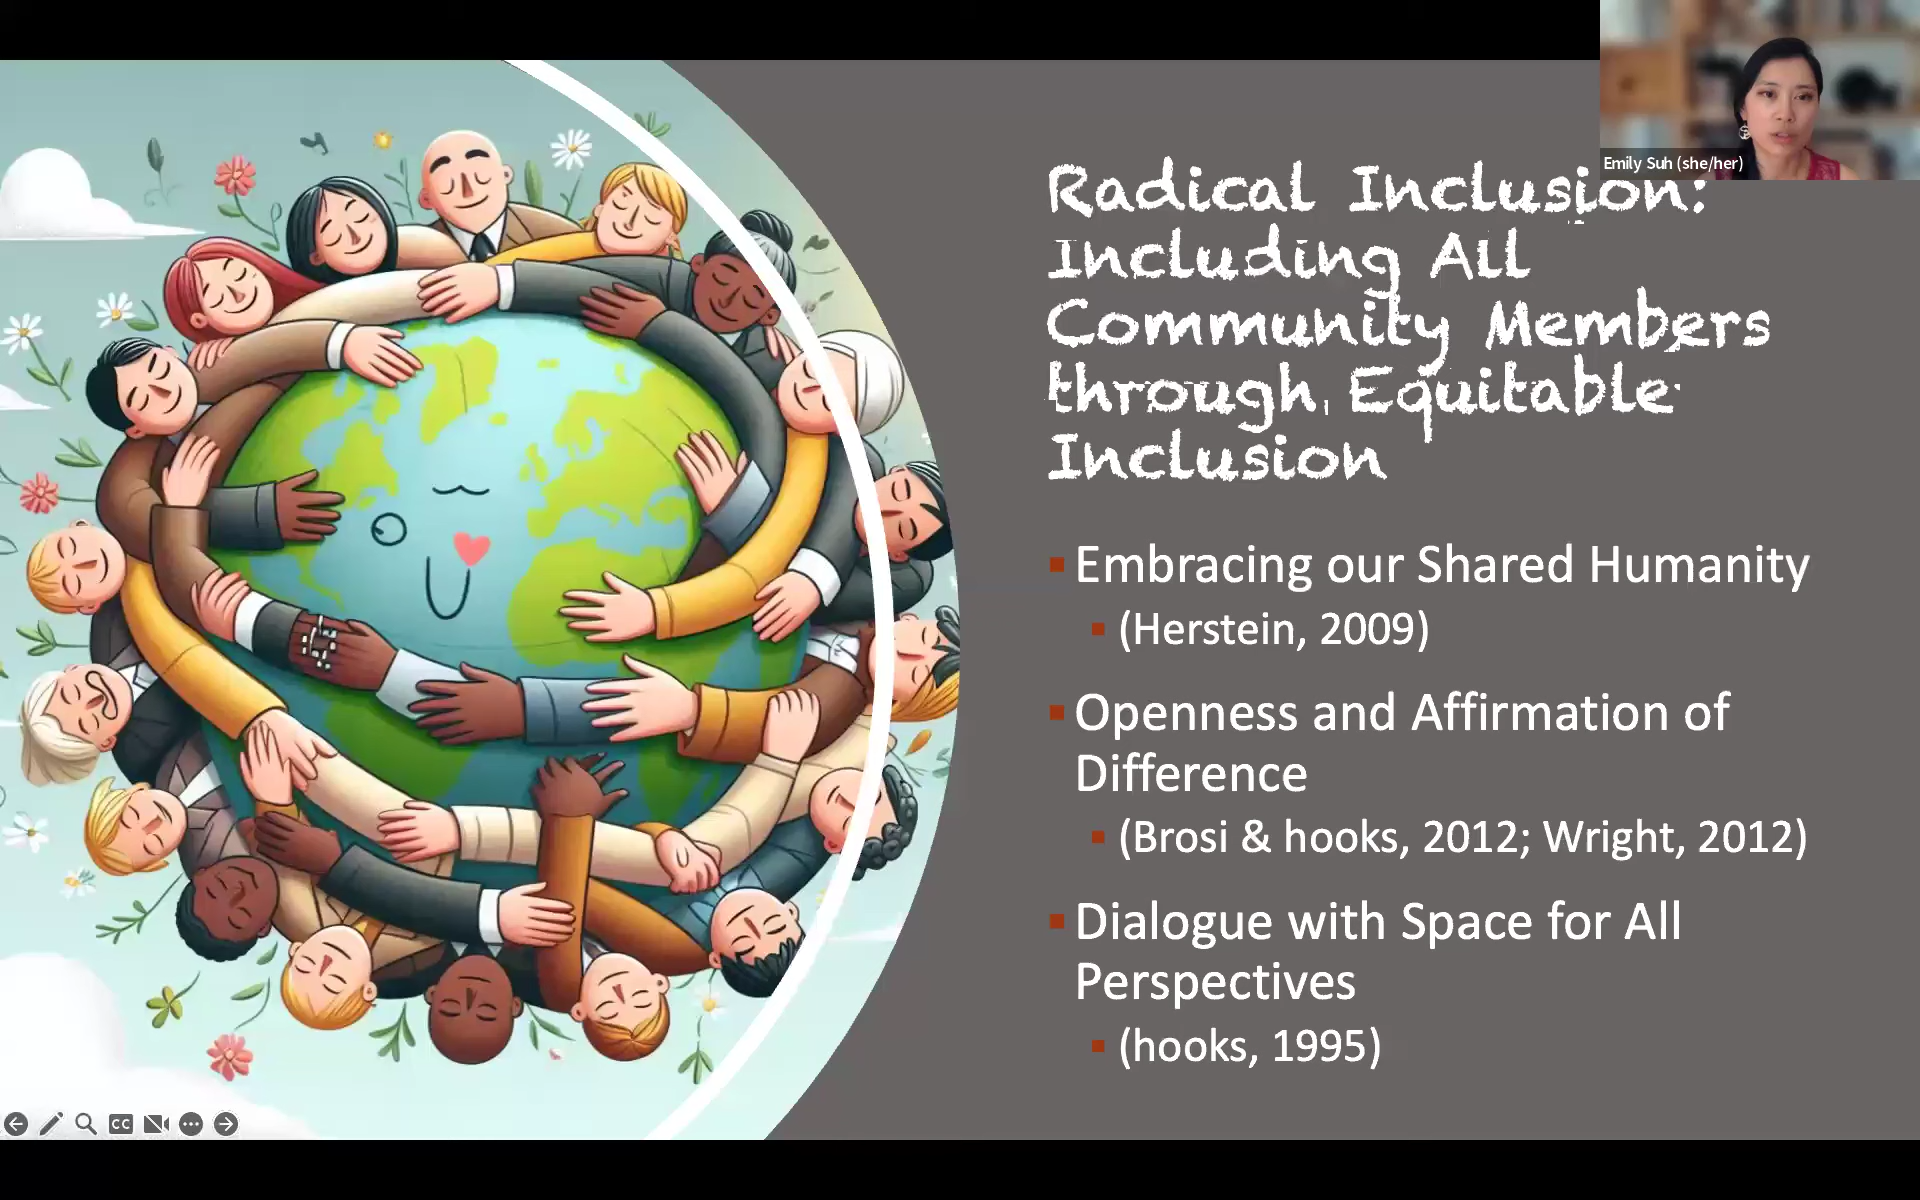 Emily Suh (she/her)
Radical Inclusion:
Including All
Community Members
through Equitable
Inclusion
Embracing our Shared Humanity
(Herstein, 2009)
Openness and Affirmation of
Difference
(Brosi & hooks, 2012; Wright, 2012)
Dialogue with Space for All
Perspectives
(hooks, 1995)
CC